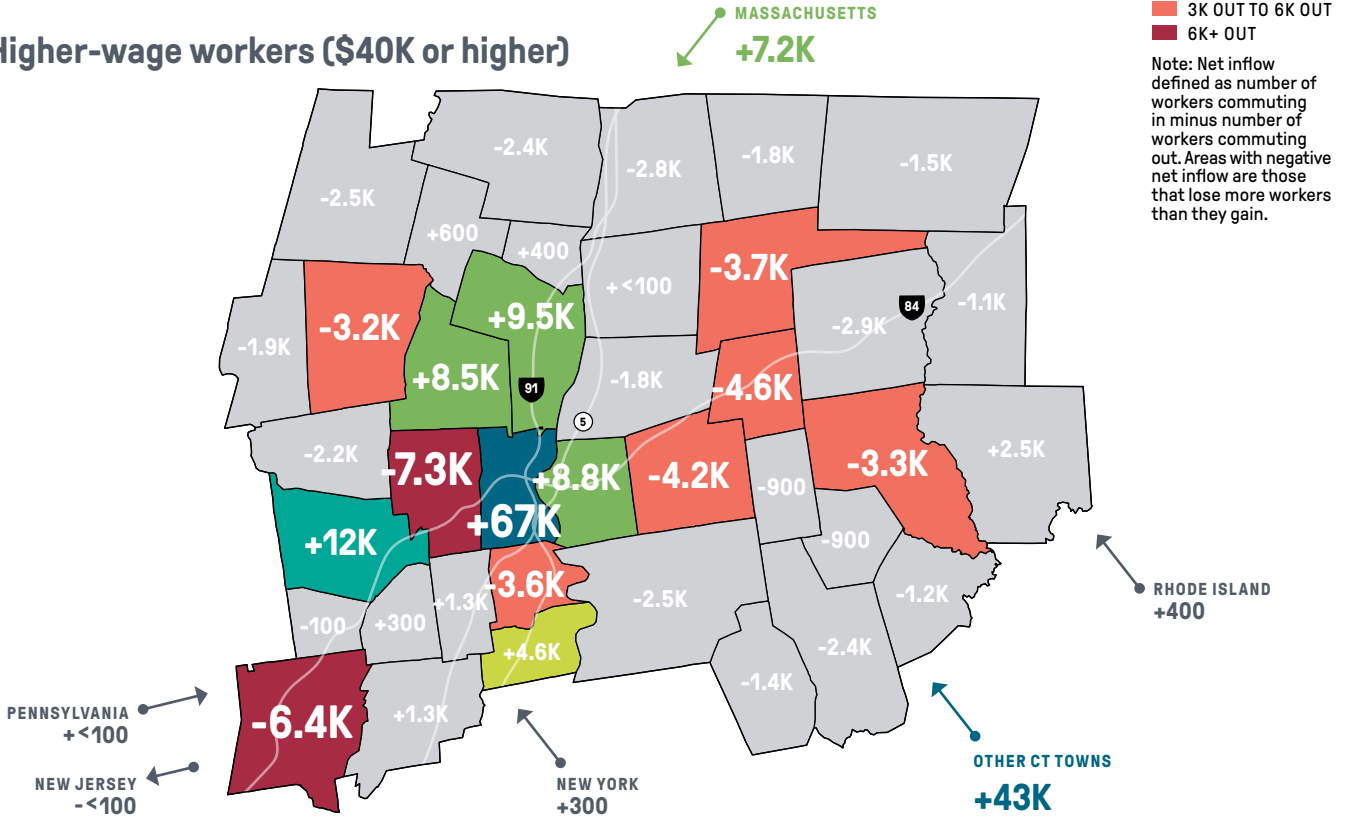 Higher-wage workers ($40K or higher)
MASSACHUSETTS
+7.2K
3K OUT TO 6K OUT
6K+ OUT
Note: Net inflow
defined as number of
workers commuting
in minus number of
workers commuting
out. Areas with negative
net inflow are those
that lose more workers
than they gain.
-2.4K
-2.8K
-1.8K
-1.5K
-2.5K
+600
+400
+<100
-3.7K
-2.9K
84
-1.1K
-1.9K
-3.2K
+9.5K
+8.5K
91
-1.8K
-4.6K
5
-2.2K
-7.3K
+67K
+8.8K
-4.2K
-900
-3.3K
+2.5K
+12K
-900
-3.6K
-2.5K
-1.2K
-100
+300
+1.3K
+4.6K
-2.4K
-1.4K
-6.4K
+1.3K
RHODE ISLAND
+400
PENNSYLVANIA
+<100
NEW JERSEY
-<100
NEW YORK
+300
OTHER CT TOWNS
+43K